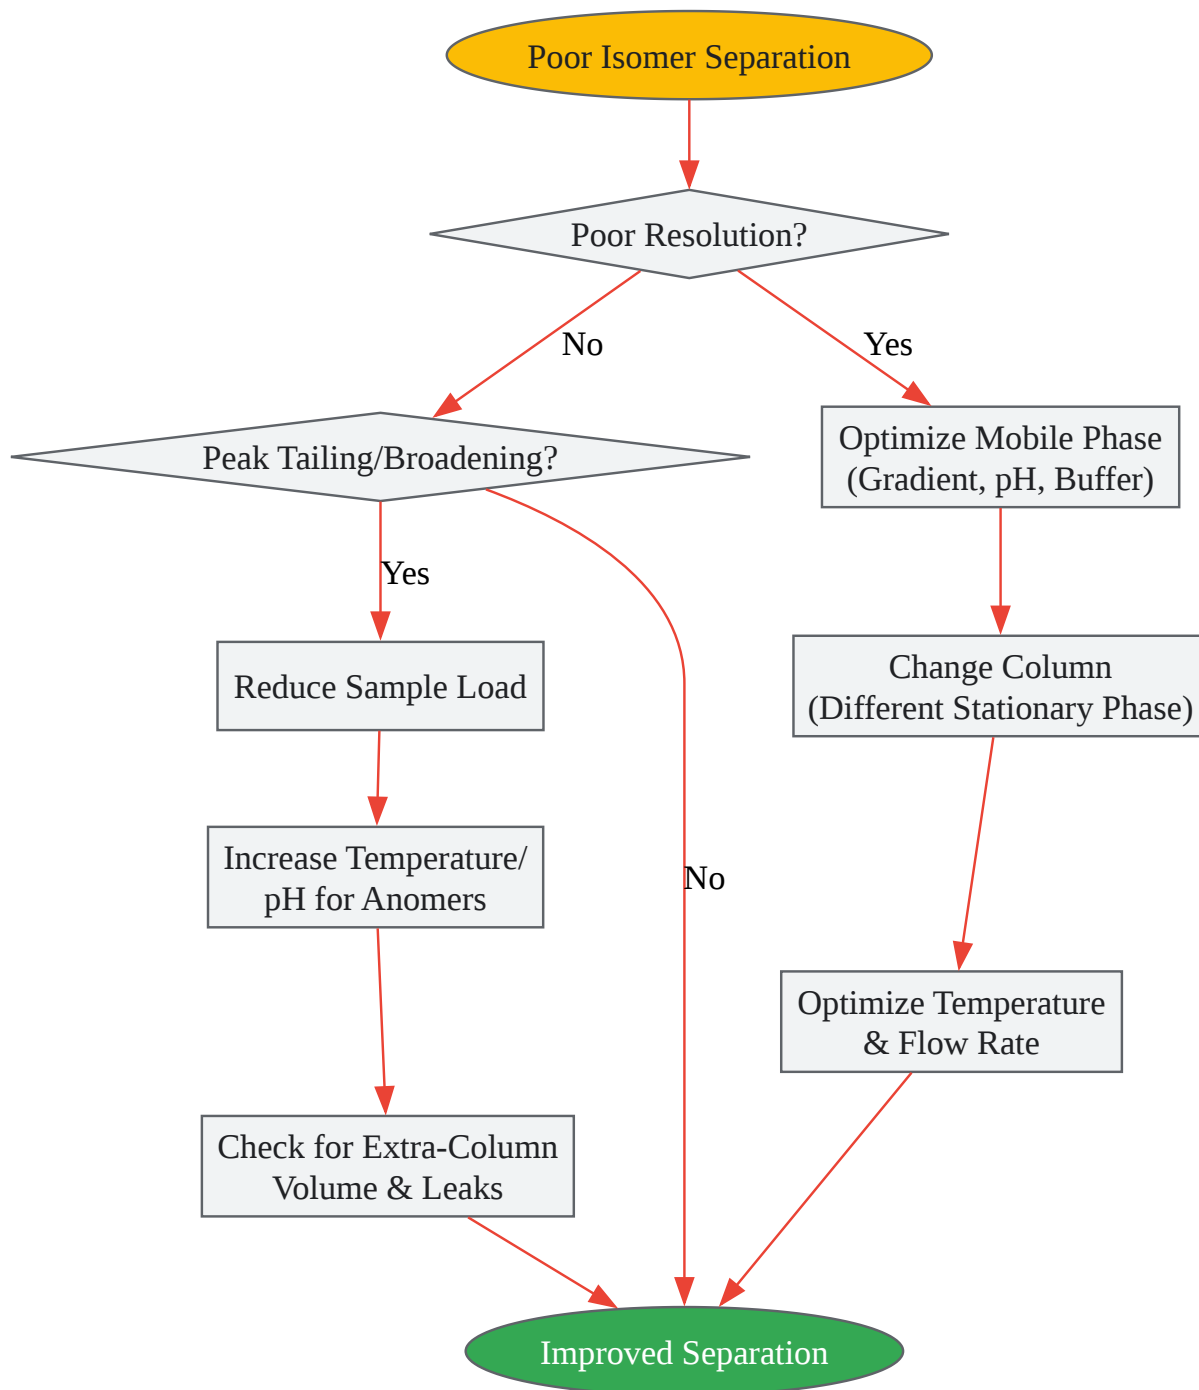 Poor Isomer Separation
Poor Resolution?
No
Yes
Peak Tailing/Broadening?
Optimize Mobile Phase
(Gradient, pH, Buffer)
Yes
Reduce Sample Load
Change Column
(Different Stationary Phase)
Increase Temperature/
pH for Anomers
No
Optimize Temperature
& Flow Rate
Check for Extra-Column
Volume & Leaks
Improved Separation